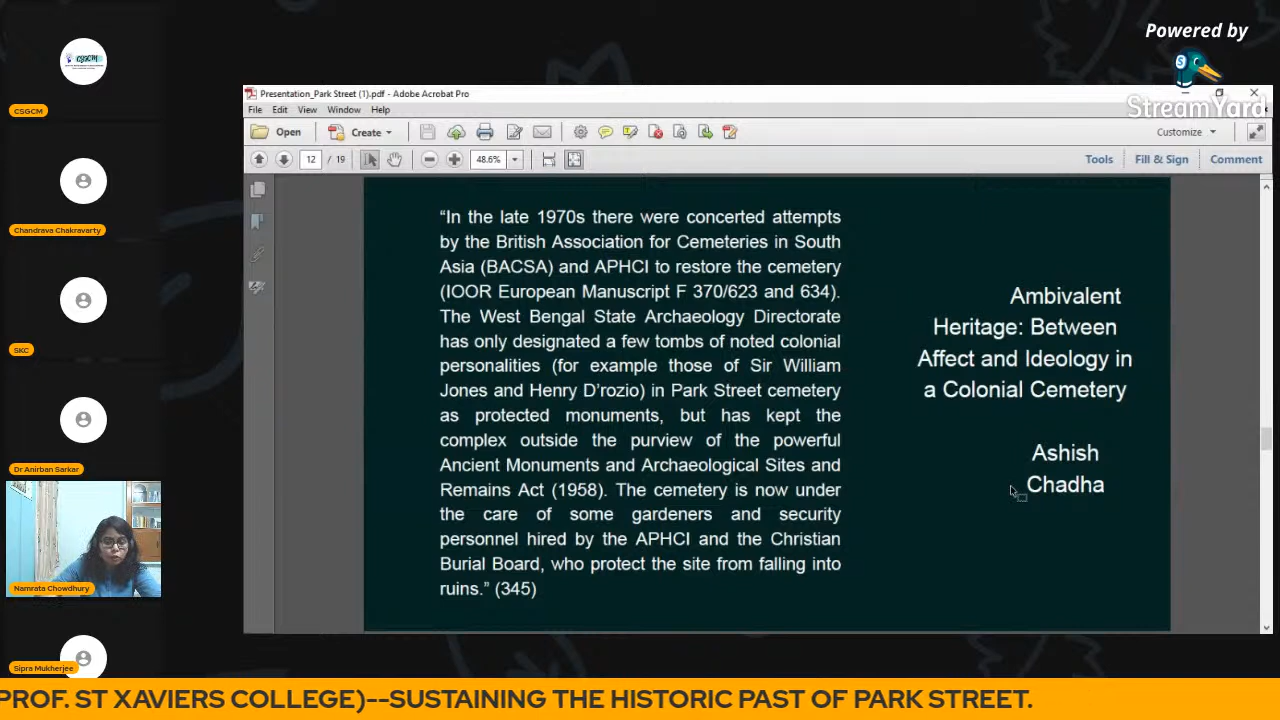 Powered by
StreamYard
CSGCM
Chandrava Chakravarty
SKC
Dr Anirban Sarkar
Namrata Chowdhury
Sipra Mukherjee
Presentation_Park Street (1).pdf - Adobe Acrobat Pro
File Edit View Window Help
Open Create Customize
12 / 19 48.6% Tools Fill & Sign Comment
“In the late 1970s there were concerted attempts
by the British Association for Cemeteries in South
Asia (BACSA) and APHCI to restore the cemetery
(IOOR European Manuscript F 370/623 and 634).
The West Bengal State Archaeology Directorate
has only designated a few tombs of noted colonial
personalities (for example those of Sir William
Jones and Henry D’rozio) in Park Street cemetery
as protected monuments, but has kept the
complex outside the purview of the powerful
Ancient Monuments and Archaeological Sites and
Remains Act (1958). The cemetery is now under
the care of some gardeners and security
personnel hired by the APHCI and the Christian
Burial Board, who protect the site from falling into
ruins.” (345)
Ambivalent
Heritage: Between
Affect and Ideology in
a Colonial Cemetery
Ashish
Chadha
PROF. ST XAVIERS COLLEGE)--SUSTAINING THE HISTORIC PAST OF PARK STREET.